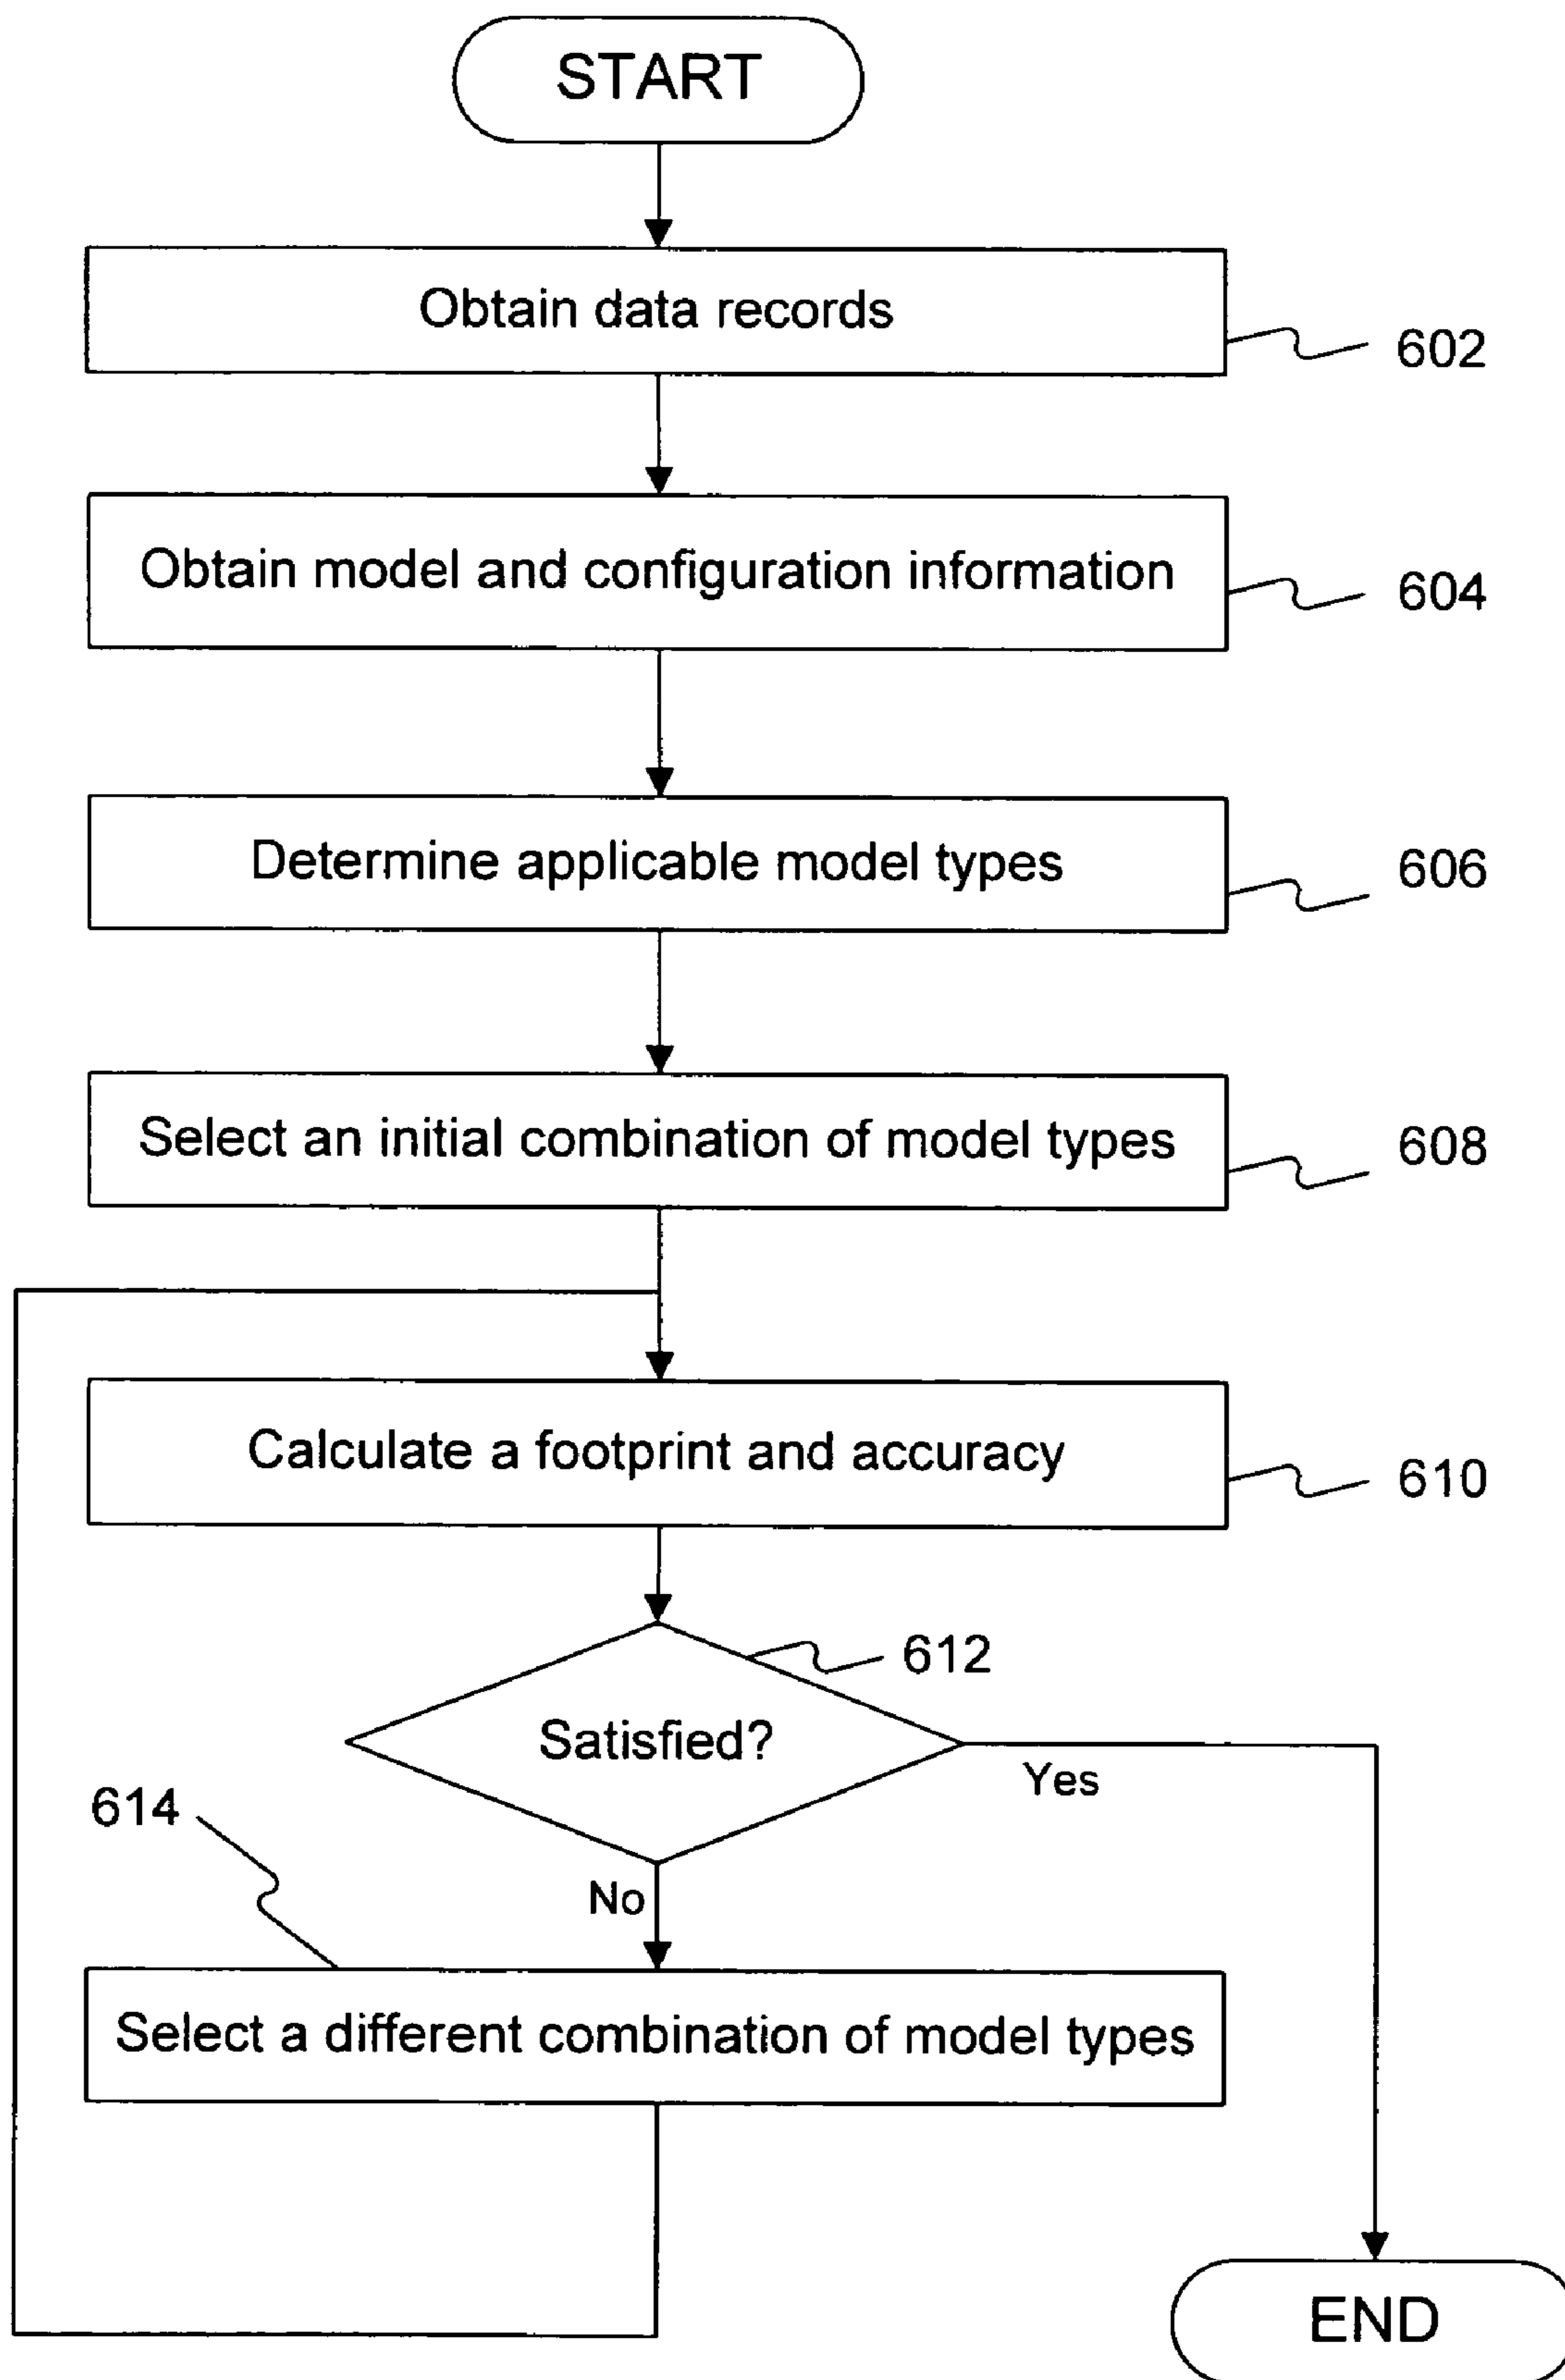 START
Obtain data records
602
Obtain model and configuration information
604
Determine applicable model types
606
Select an initial combination of model types
608
Calculate a footprint and accuracy
610
612
Satisfied?
Yes
614
No
Select a different combination of model types
END